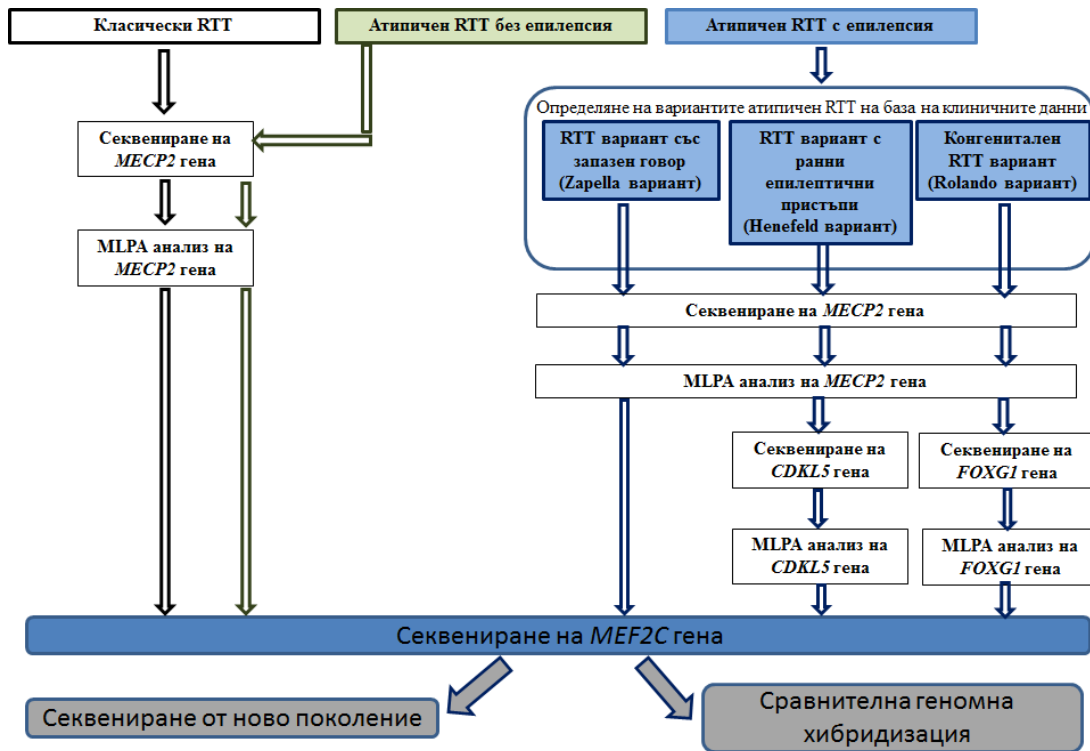 Класически RTT
Атипичен RTT без епилепсия
Атипичен RTT с епилепсия
Определяне на вариантите атипичен RTT на база на клиничните данни
RTT вариант със
запазен говор
(Zapella вариант)
RTT вариант с
ранни
епилептични
пристъпи
(Henefeld вариант)
Конгенитален
RTT вариант
(Rolando вариант)
Секвениране на
MECP2 гена
MLPA анализ на
MECP2 гена
Секвениране на MECP2 гена
MLPA анализ на MECP2 гена
Секвениране на
CDKL5 гена
Секвениране на
FOXG1 гена
MLPA анализ на
CDKL5 гена
MLPA анализ на
FOXG1 гена
Секвениране на MEF2C гена
Секвениране от ново поколение
Сравнителна геномна
хибридизация